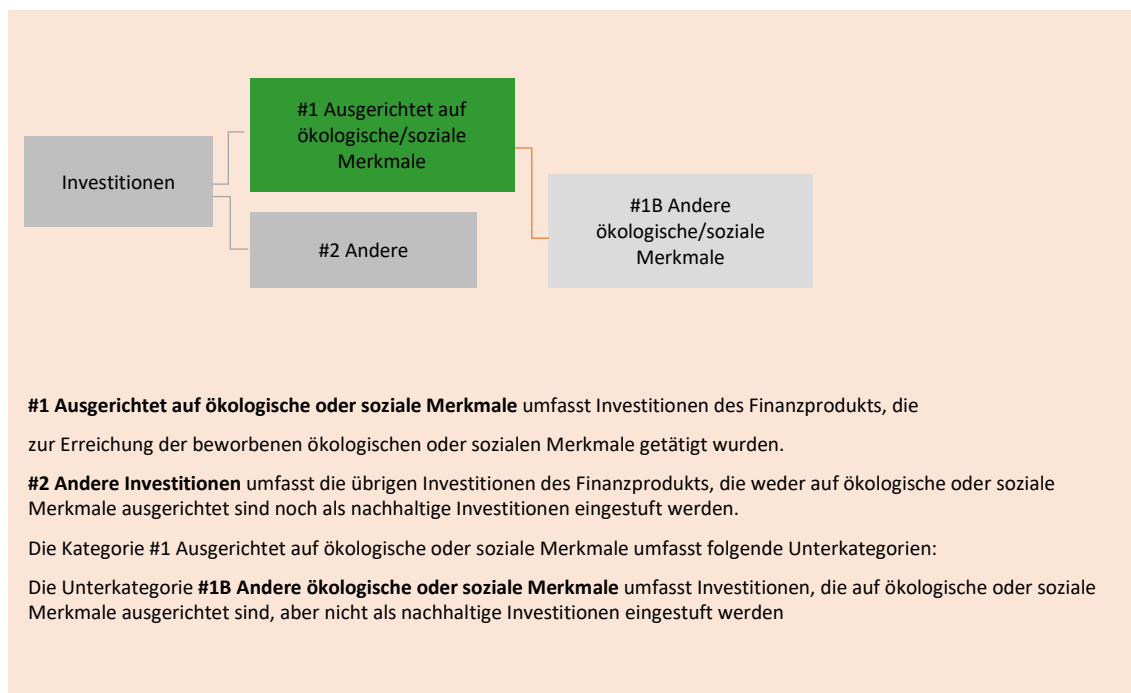 #1 Ausgerichtet auf
ökologische/soziale
Merkmale
Investitionen
#2 Andere
#1B Andere
ökologische/soziale
Merkmale
#1 Ausgerichtet auf ökologische oder soziale Merkmale umfasst Investitionen des Finanzprodukts, die
zur Erreichung der beworbenen ökologischen oder sozialen Merkmale getätigt wurden.
#2 Andere Investitionen umfasst die übrigen Investitionen des Finanzprodukts, die weder auf ökologische oder soziale
Merkmale ausgerichtet sind noch als nachhaltige Investitionen eingestuft werden.
Die Kategorie #1 Ausgerichtet auf ökologische oder soziale Merkmale umfasst folgende Unterkategorien:
Die Unterkategorie #1B Andere ökologische oder soziale Merkmale umfasst Investitionen, die auf ökologische oder soziale
Merkmale ausgerichtet sind, aber nicht als nachhaltige Investitionen eingestuft werden